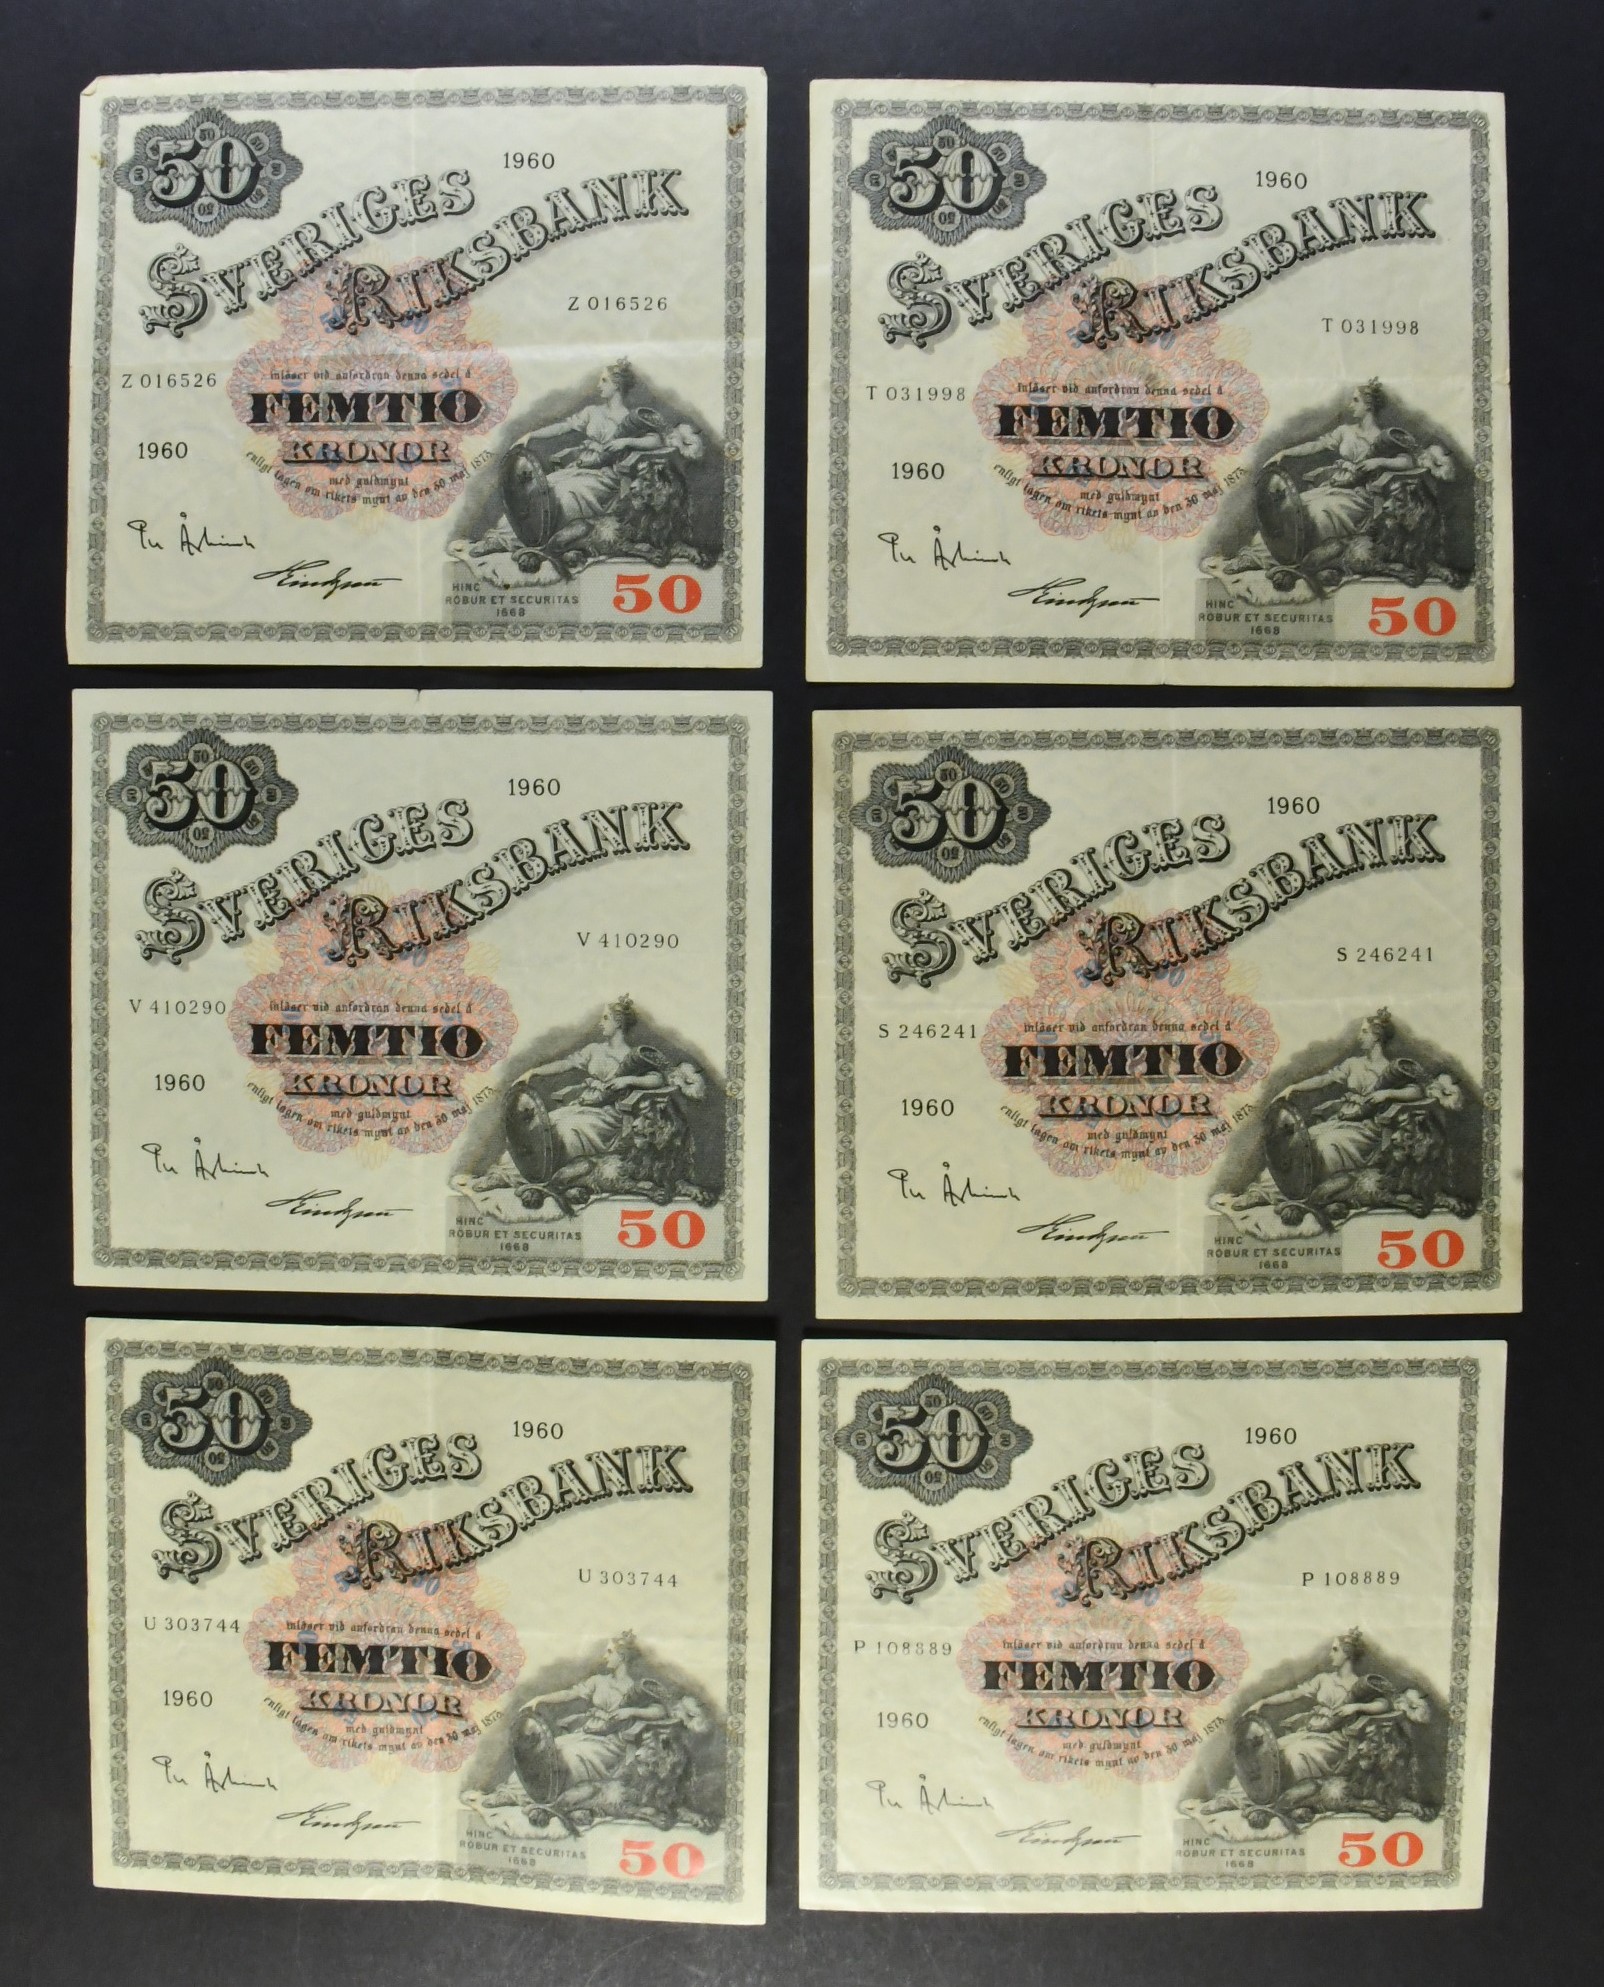 50
1960
SVERIGES
RIKSBANK
Z 016526
Z 016526
inlöser vid anfordran denna sedel å
FEMTIO
KRONOR
1960
med guldmynt
enligt lagen om rikets mynt av den 30 maj 1873
HINC
ROBUR ET SECURITAS
1668
50
50
1960
SVERIGES
RIKSBANK
T 031998
T 031998
inlöser vid anfordran denna sedel å
FEMTIO
KRONOR
1960
med guldmynt
enligt lagen om rikets mynt av den 30 maj 1873
HINC
ROBUR ET SECURITAS
1668
50
50
1960
SVERIGES
RIKSBANK
V 410290
V 410290
inlöser vid anfordran denna sedel å
FEMTIO
KRONOR
1960
med guldmynt
enligt lagen om rikets mynt av den 30 maj 1873
HINC
ROBUR ET SECURITAS
1668
50
50
1960
SVERIGES
RIKSBANK
S 246241
S 246241
inlöser vid anfordran denna sedel å
FEMTIO
KRONOR
1960
med guldmynt
enligt lagen om rikets mynt av den 30 maj 1873
HINC
ROBUR ET SECURITAS
1668
50
50
1960
SVERIGES
RIKSBANK
U 303744
U 303744
inlöser vid anfordran denna sedel å
FEMTIO
KRONOR
1960
med guldmynt
enligt lagen om rikets mynt av den 30 maj 1873
HINC
ROBUR ET SECURITAS
1668
50
50
1960
SVERIGES
RIKSBANK
P 108889
P 108889
inlöser vid anfordran denna sedel å
FEMTIO
KRONOR
1960
med guldmynt
enligt lagen om rikets mynt av den 30 maj 1873
HINC
ROBUR ET SECURITAS
1668
50